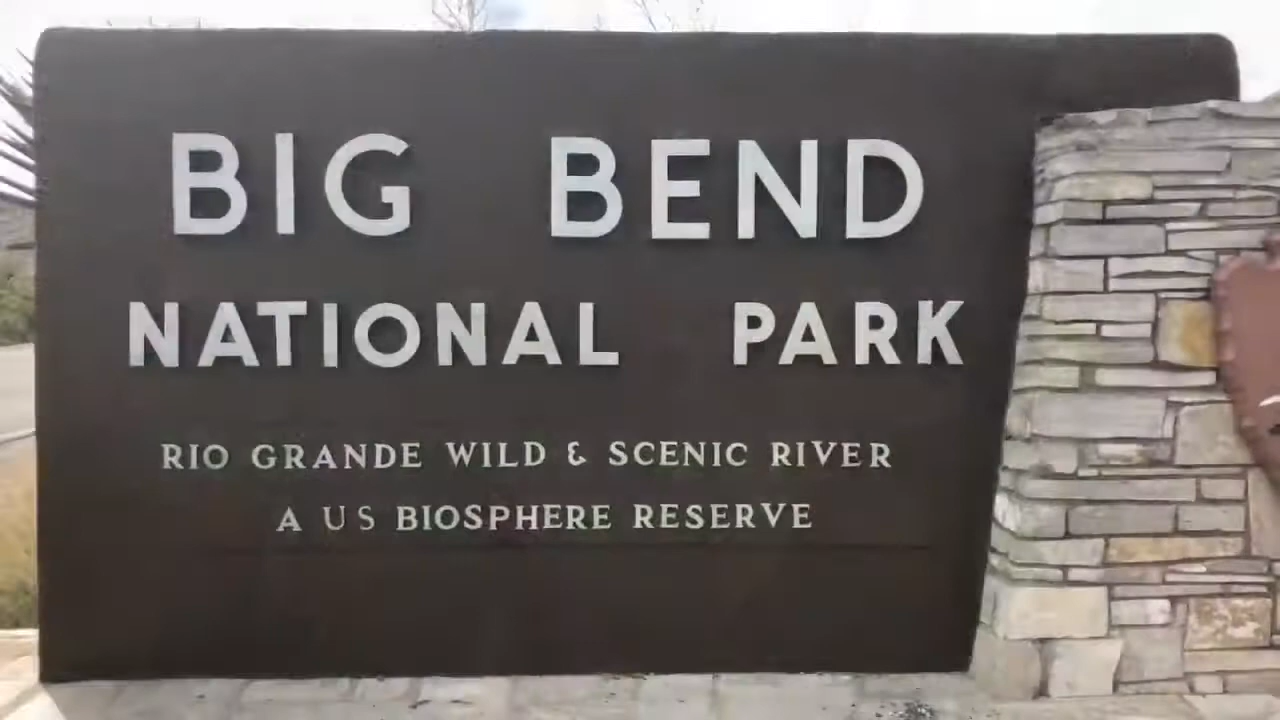 BIG BEND
NATIONAL PARK
RIO GRANDE WILD & SCENIC RIVER
A US BIOSPHERE RESERVE